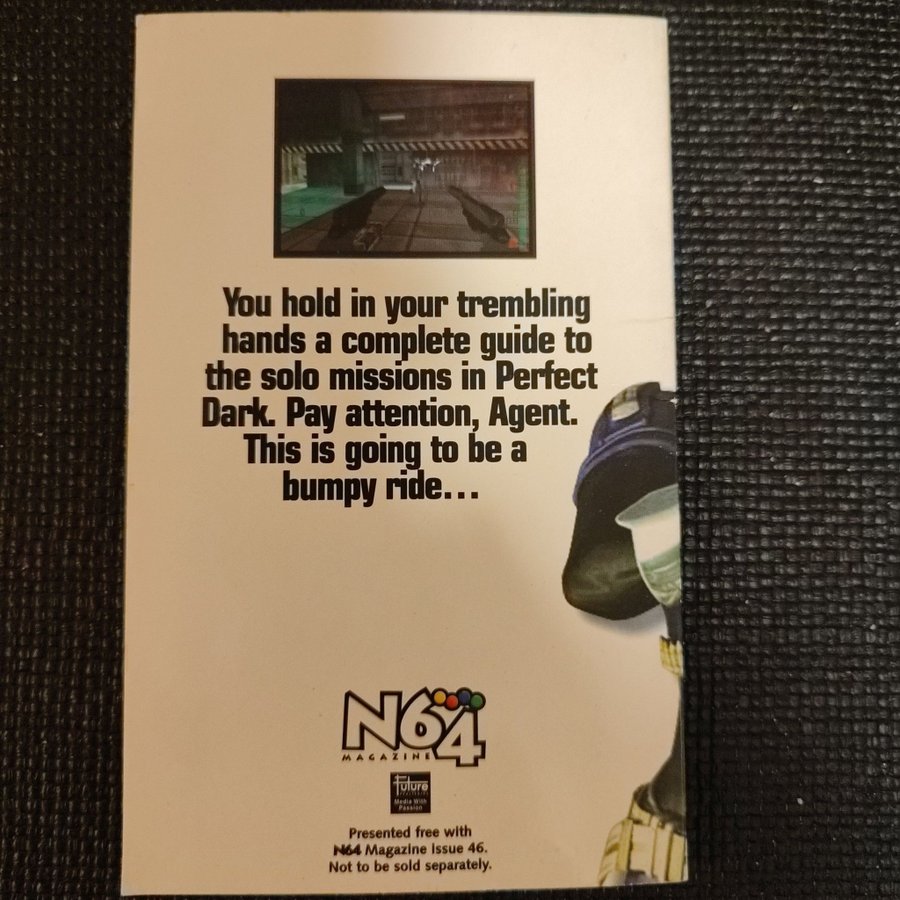 You hold in your trembling
hands a complete guide to
the solo missions in Perfect
Dark. Pay attention, Agent.
This is going to be a
bumpy ride...
N64
MAGAZINE
Future
Media With
Passion
Presented free with
N64 Magazine Issue 46.
Not to be sold separately.